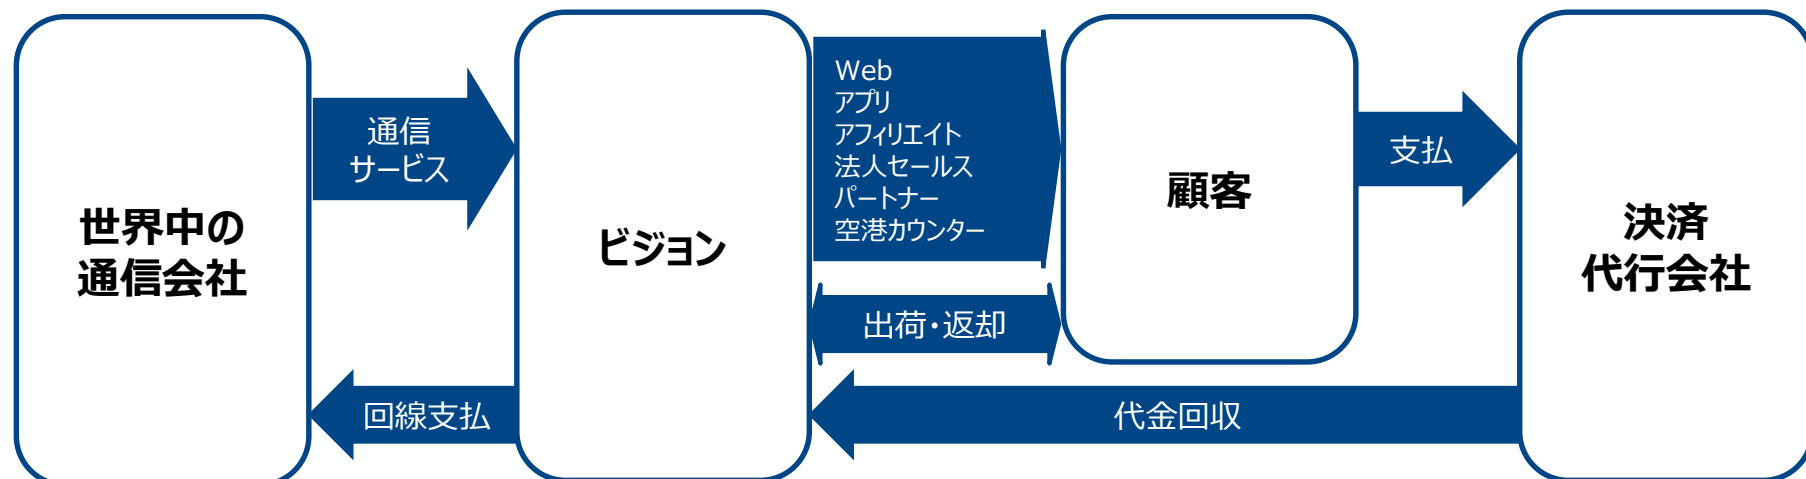 世界中の
通信会社
通信
サービス
回線支払
ビジョン
Web
アプリ
アフィリエイト
法人セールス
パートナー
空港カウンター
出荷・返却
代金回収
顧客
支払
決済
代行会社